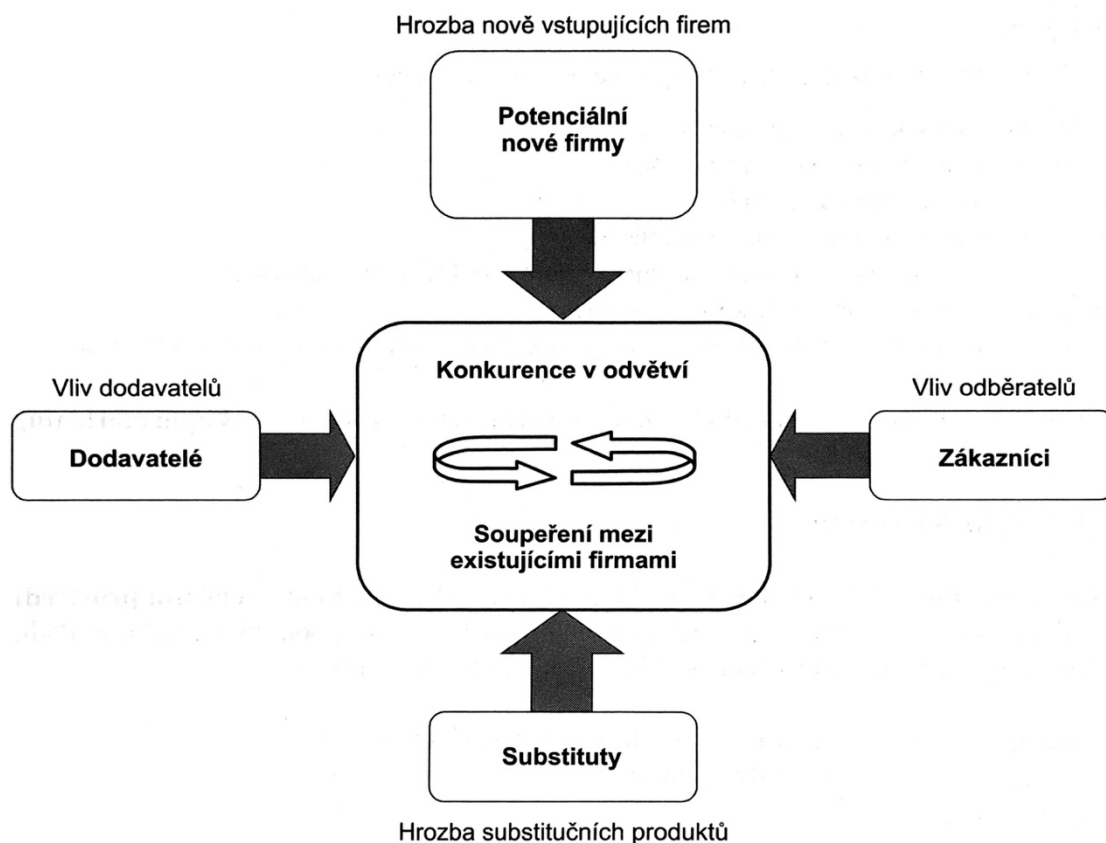 Hrozba nově vstupujících firem
Potenciální
nové firmy
Konkurence v odvětví
Vliv dodavatelů
Dodavatelé
Vliv odběratelů
Zákazníci
Soupeření mezi
existujícími firmami
Substituty
Hrozba substitučních produktů